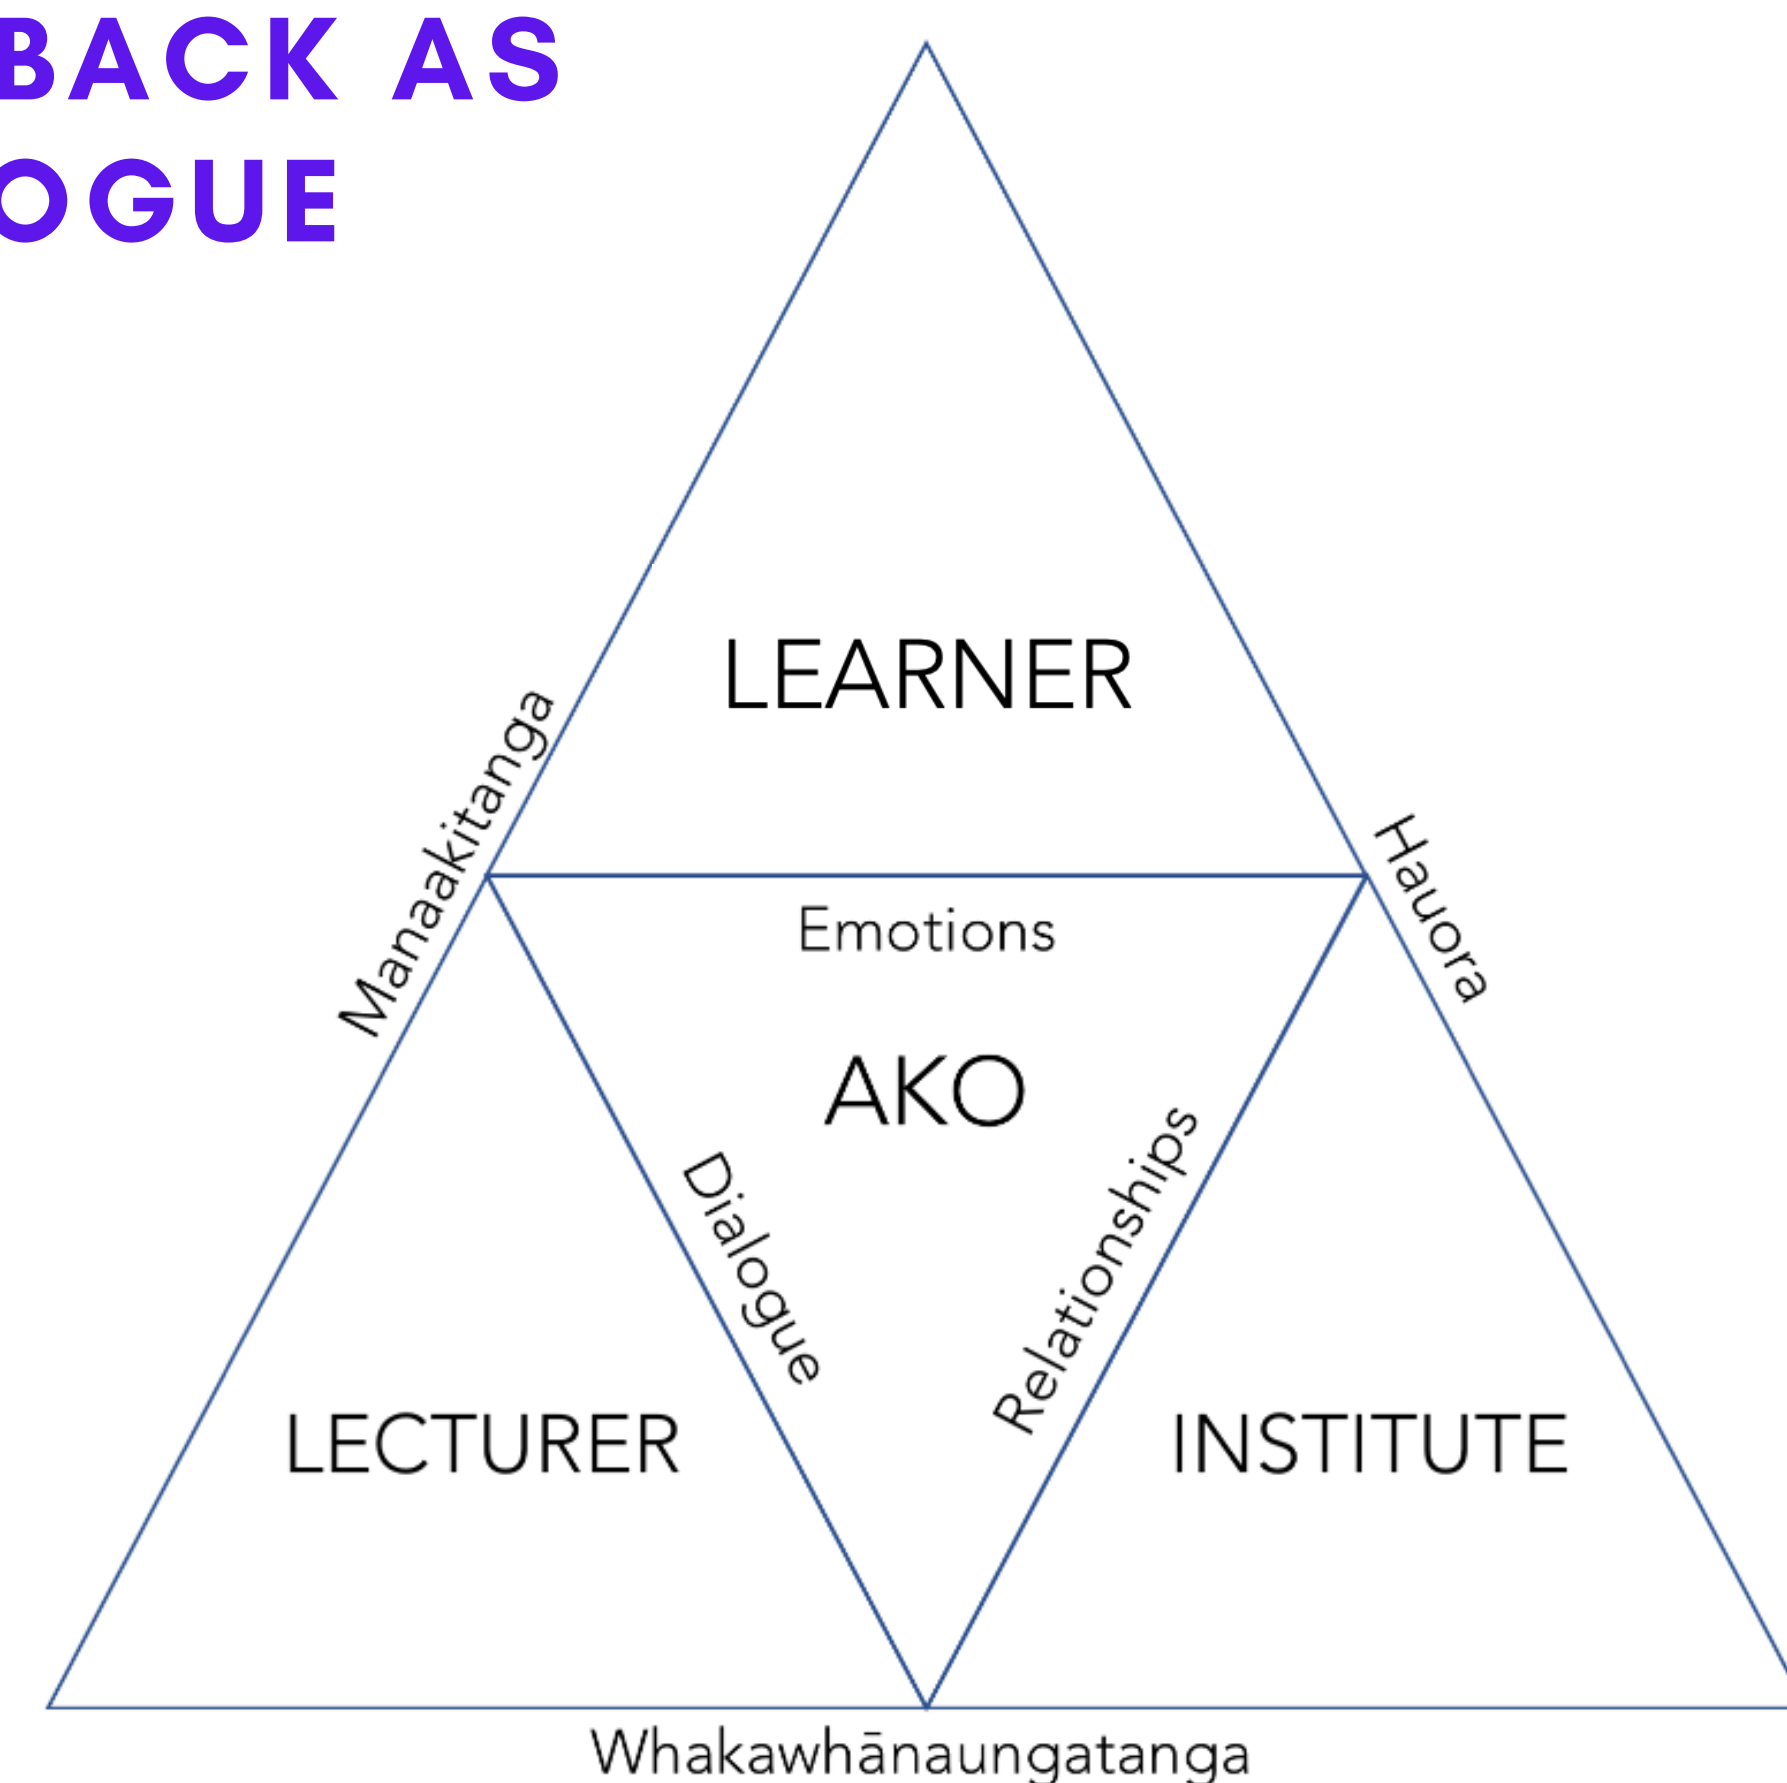 BACK AS
OGUE
LEARNER
Manaakitanga
Hauora
Emotions
AKO
Dialogue
Relationships
LECTURER
INSTITUTE
Whakawhānaungatanga